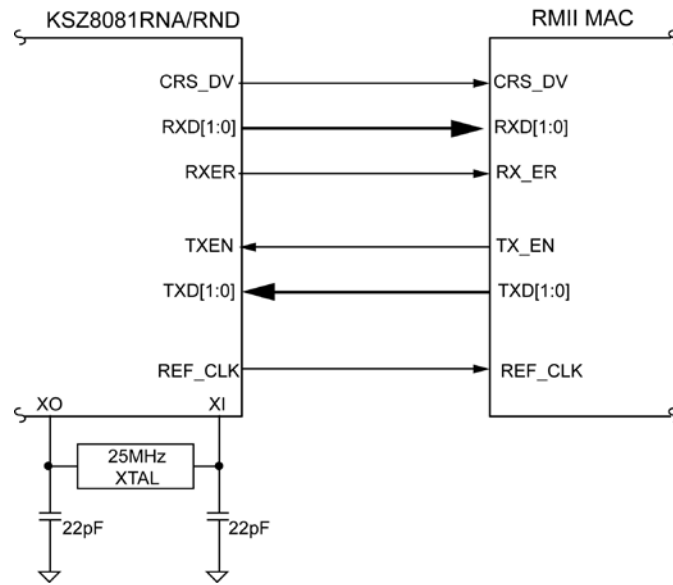 KSZ8081RNA/RND
RMII MAC
CRS_DV
CRS_DV
RXD[1:0]
RXD[1:0]
RXER
RX_ER
TXEN
TX_EN
TXD[1:0]
TXD[1:0]
REF_CLK
REF_CLK
XO
XI
25MHz
XTAL
22pF
22pF